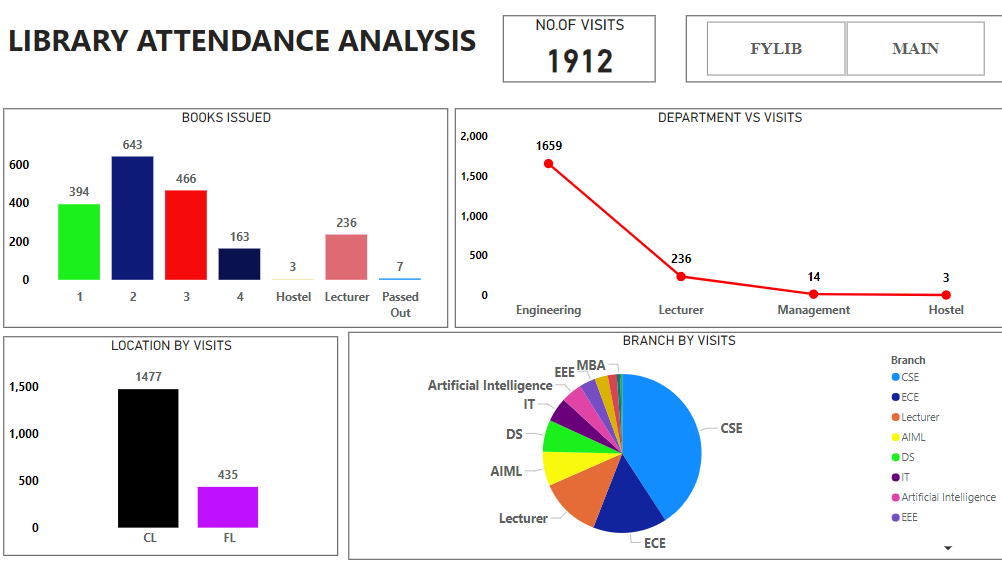 LIBRARY ATTENDANCE ANALYSIS
NO.OF VISITS
1912
FYLIB
MAIN
BOOKS ISSUED
600
400
200
0
394
643
466
163
3
236
7
1
2
3
4
Hostel
Lecturer
Passed
Out
DEPARTMENT VS VISITS
2,000
1,500
1,000
500
0
1659
236
14
3
Engineering
Lecturer
Management
Hostel
LOCATION BY VISITS
1,500
1,000
500
0
1477
435
CL
FL
BRANCH BY VISITS
MBA
EEE
Artificial Intelligence
IT
DS
AIML
Lecturer
ECE
CSE
Branch
CSE
ECE
Lecturer
AIML
DS
IT
Artificial Intelligence
EEE